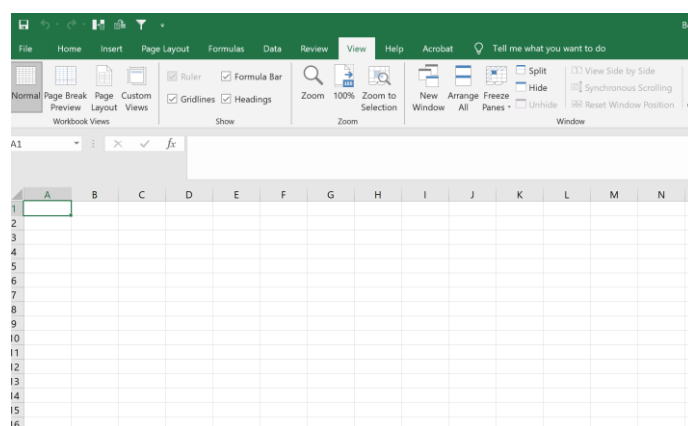 File Home Insert Page Layout Formulas Data Review View Help Acrobat Tell me what you want to do
Normal Page Break Preview Page Layout Custom Views
Workbook Views
Ruler Formula Bar
Gridlines Headings
Show
Zoom 100% Zoom to Selection
Zoom
New Window Arrange All Freeze Panes
Split
Hide
Unhide
View Side by Side
Synchronous Scrolling
Reset Window Position
Window
A1 fx
A B C D E F G H I J K L M N
1
2
3
4
5
6
7
8
9
10
11
12
13
14
15
16